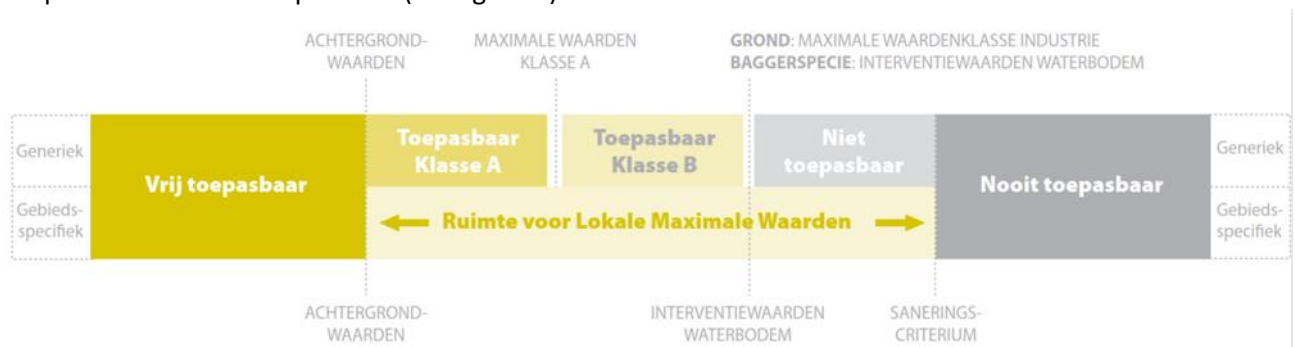 ACHTERGROND-
WAARDEN
MAXIMALE WAARDEN
KLASSE A
GROND: MAXIMALE WAARDENKLASSE INDUSTRIE
BAGGERSPECIE: INTERVENTIEWAARDEN WATERBODEM
Generiek
Vrij toepasbaar
Toepasbaar
Klasse A
Toepasbaar
Klasse B
Niet
toepasbaar
Nooit toepasbaar
Generiek
Gebieds-
specifiek
Ruimte voor Lokale Maximale Waarden
Gebieds-
specifiek
ACHTERGROND-
WAARDEN
INTERVENTIEWAARDEN
WATERBODEM
SANERINGS-
CRITERIUM